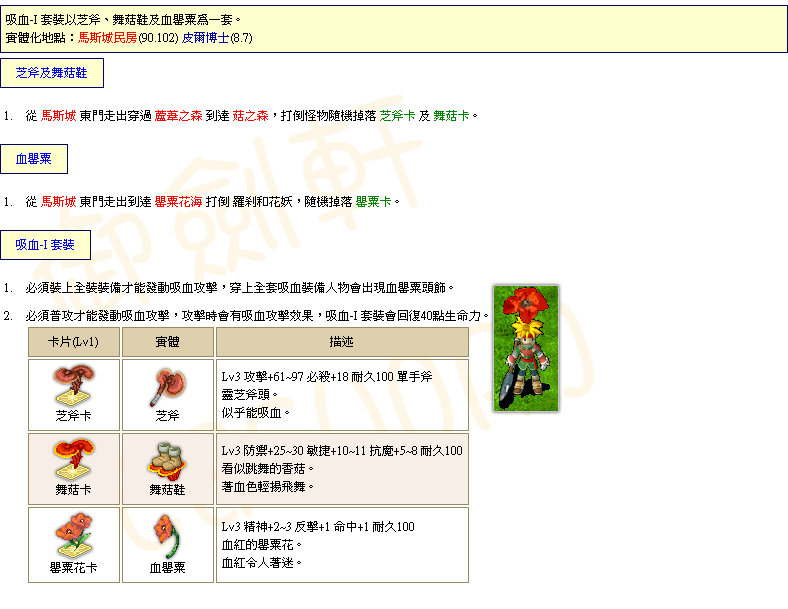 吸血-I 套裝以芝斧、舞菇鞋及血罌粟爲一套。
實體化地點：馬斯城民房(90.102) 皮爾博士(8.7)
芝斧及舞菇鞋
1. 從 馬斯城 東門走出穿過 蘆葦之森 到達 菇之森，打倒怪物隨機掉落 芝斧卡 及 舞菇卡。
血罌粟
1. 從 馬斯城 東門走出到達 罌粟花海 打倒 羅剎和花妖，隨機掉落 罌粟卡。
吸血-I 套裝
1. 必須裝上全裝裝備才能發動吸血攻擊，穿上全套吸血裝備人物會出現血罌粟頭飾。
2. 必須普攻才能發動吸血攻擊，攻擊時會有吸血攻擊效果，吸血-I 套裝會回復40點生命力。
卡片(Lv1) 實體 描述
芝斧卡 芝斧
Lv3 攻擊+61~97 必殺+18 耐久100 單手斧
靈芝斧頭。
似乎能吸血。
舞菇卡 舞菇鞋
Lv3 防禦+25~30 敏捷+10~11 抗魔+5~8 耐久100
看似跳舞的香菇。
著血色輕揚飛舞。
罌粟花卡 血罌粟
Lv3 精神+2~3 反擊+1 命中+1 耐久100
血紅的罌粟花。
血紅令人著迷。
御劍軒